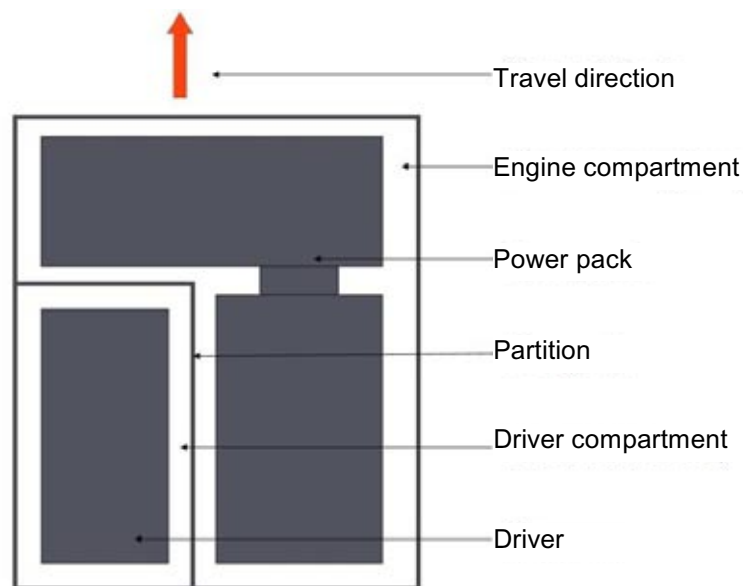 Travel direction
Engine compartment
Power pack
Partition
Driver compartment
Driver